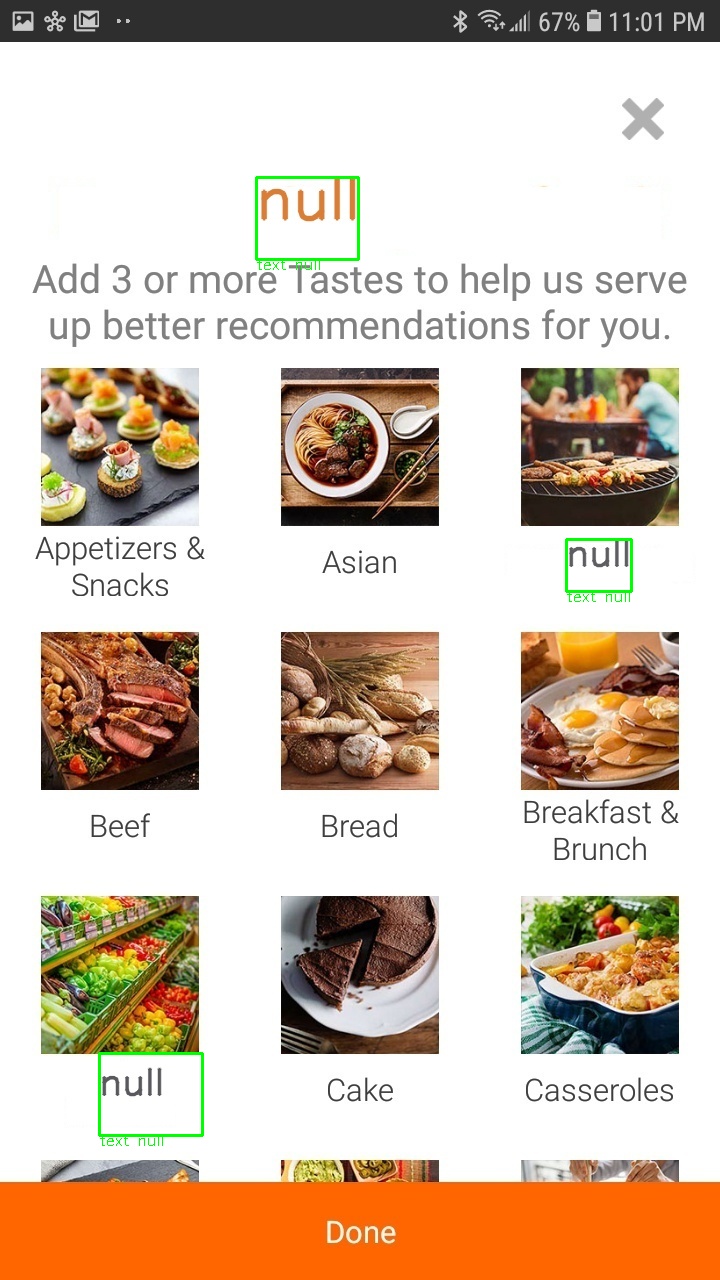 67% 11:01 PM
null
text null
Add 3 or more Tastes to help us serve
up better recommendations for you.
Appetizers &
Snacks
Asian
null
text null
Beef
Bread
Breakfast &
Brunch
null
text null
Cake
Casseroles
Done